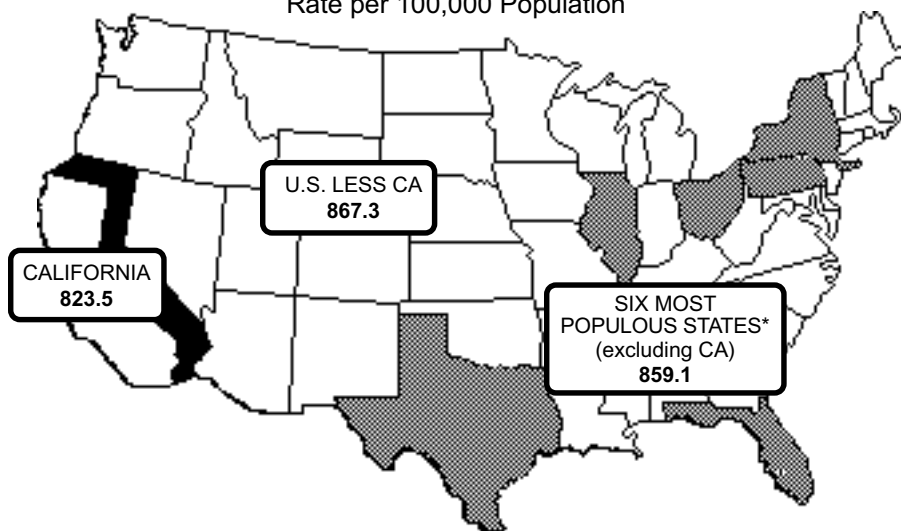 Rate per 100,000 Population
U.S. LESS CA
867.3
CALIFORNIA
823.5
SIX MOST
POPULOUS STATES*
(excluding CA)
859.1